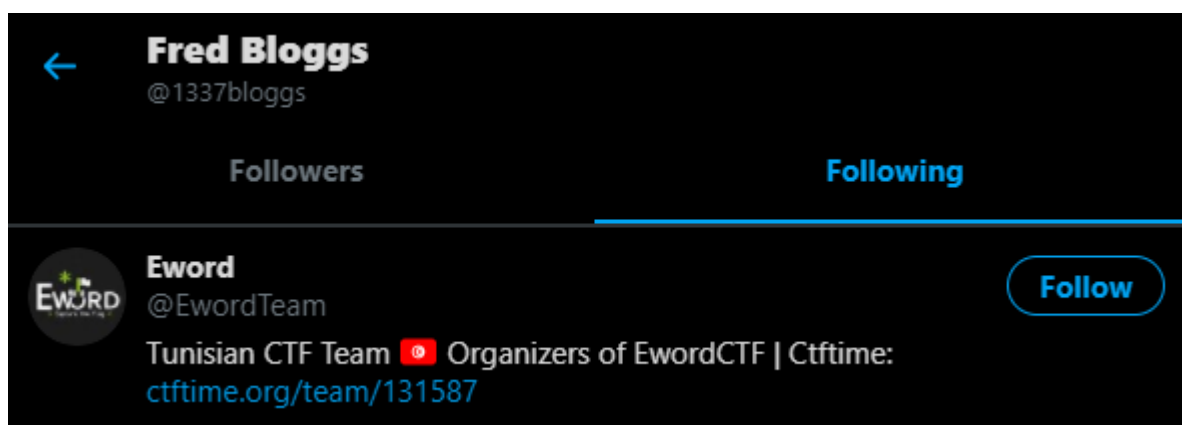 Fred Bloggs
@1337bloggs
Followers Following
Eword
@EwordTeam
Follow
EWORD
Tunisian CTF Team 🇹🇳 Organizers of EwordCTF | Ctftime:
ctftime.org/team/131587